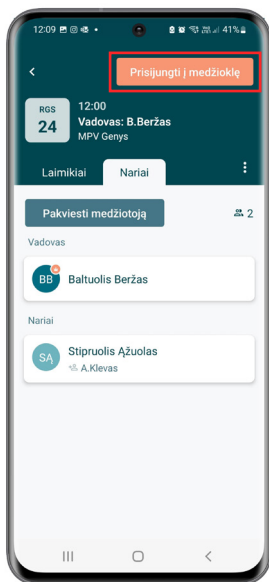 12:09
41%
Prisijungti į medžioklę
RGS
24
12:00
Vadovas: B.Beržas
MPV Genys
Laimikiai
Nariai
Pakviesti medžiotoją
2
Vadovas
BB
Baltuolis Beržas
Nariai
SĄ
Stipruolis Ąžuolas
A.Klevas